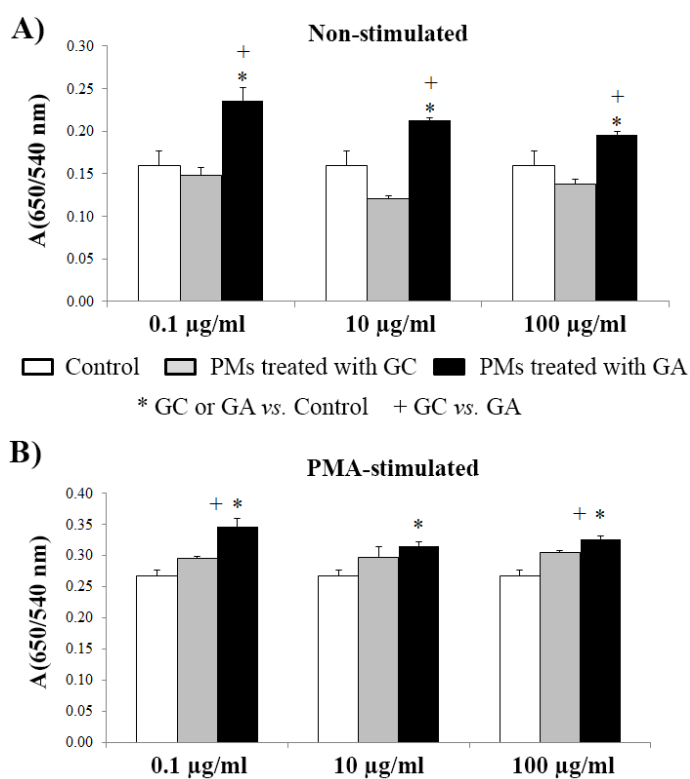 A)
Non-stimulated
A(650/540 nm)
0.30
0.25
0.20
0.15
0.10
0.05
0.00
+ + +
* * *
0.1 µg/ml 10 µg/ml 100 µg/ml
Control PMs treated with GC PMs treated with GA
* GC or GA vs. Control + GC vs. GA
B)
PMA-stimulated
A(650/540 nm)
0.40
0.35
0.30
0.25
0.20
0.15
0.10
0.05
0.00
+ * * + *
0.1 µg/ml 10 µg/ml 100 µg/ml